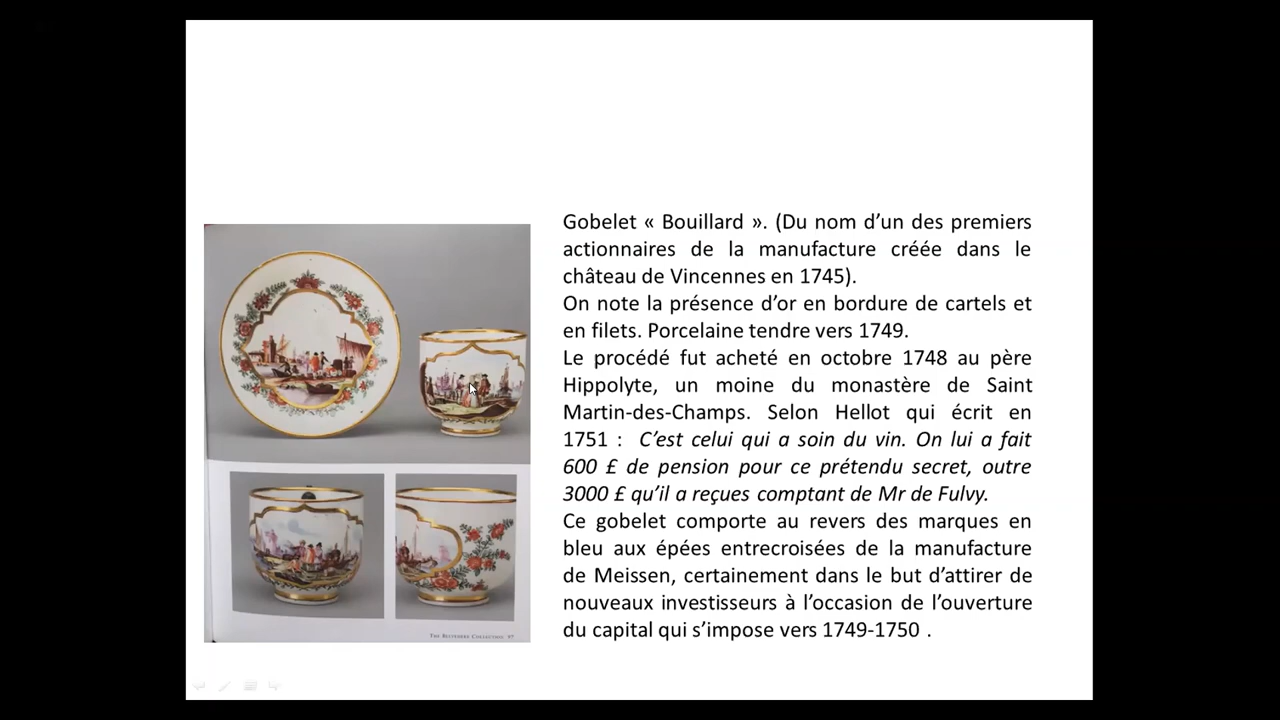 Gobelet « Bouillard ». (Du nom d’un des premiers
actionnaires de la manufacture créée dans le
château de Vincennes en 1745).
On note la présence d’or en bordure de cartels et
en filets. Porcelaine tendre vers 1749.
Le procédé fut acheté en octobre 1748 au père
Hippolyte, un moine du monastère de Saint
Martin-des-Champs. Selon Hellot qui écrit en
1751 : C’est celui qui a soin du vin. On lui a fait
600 £ de pension pour ce prétendu secret, outre
3000 £ qu’il a reçues comptant de Mr de Fulvy.
Ce gobelet comporte au revers des marques en
bleu aux épées entrecroisées de la manufacture
de Meissen, certainement dans le but d’attirer de
nouveaux investisseurs à l’occasion de l’ouverture
du capital qui s’impose vers 1749-1750 .
The Belvedere Collection 97